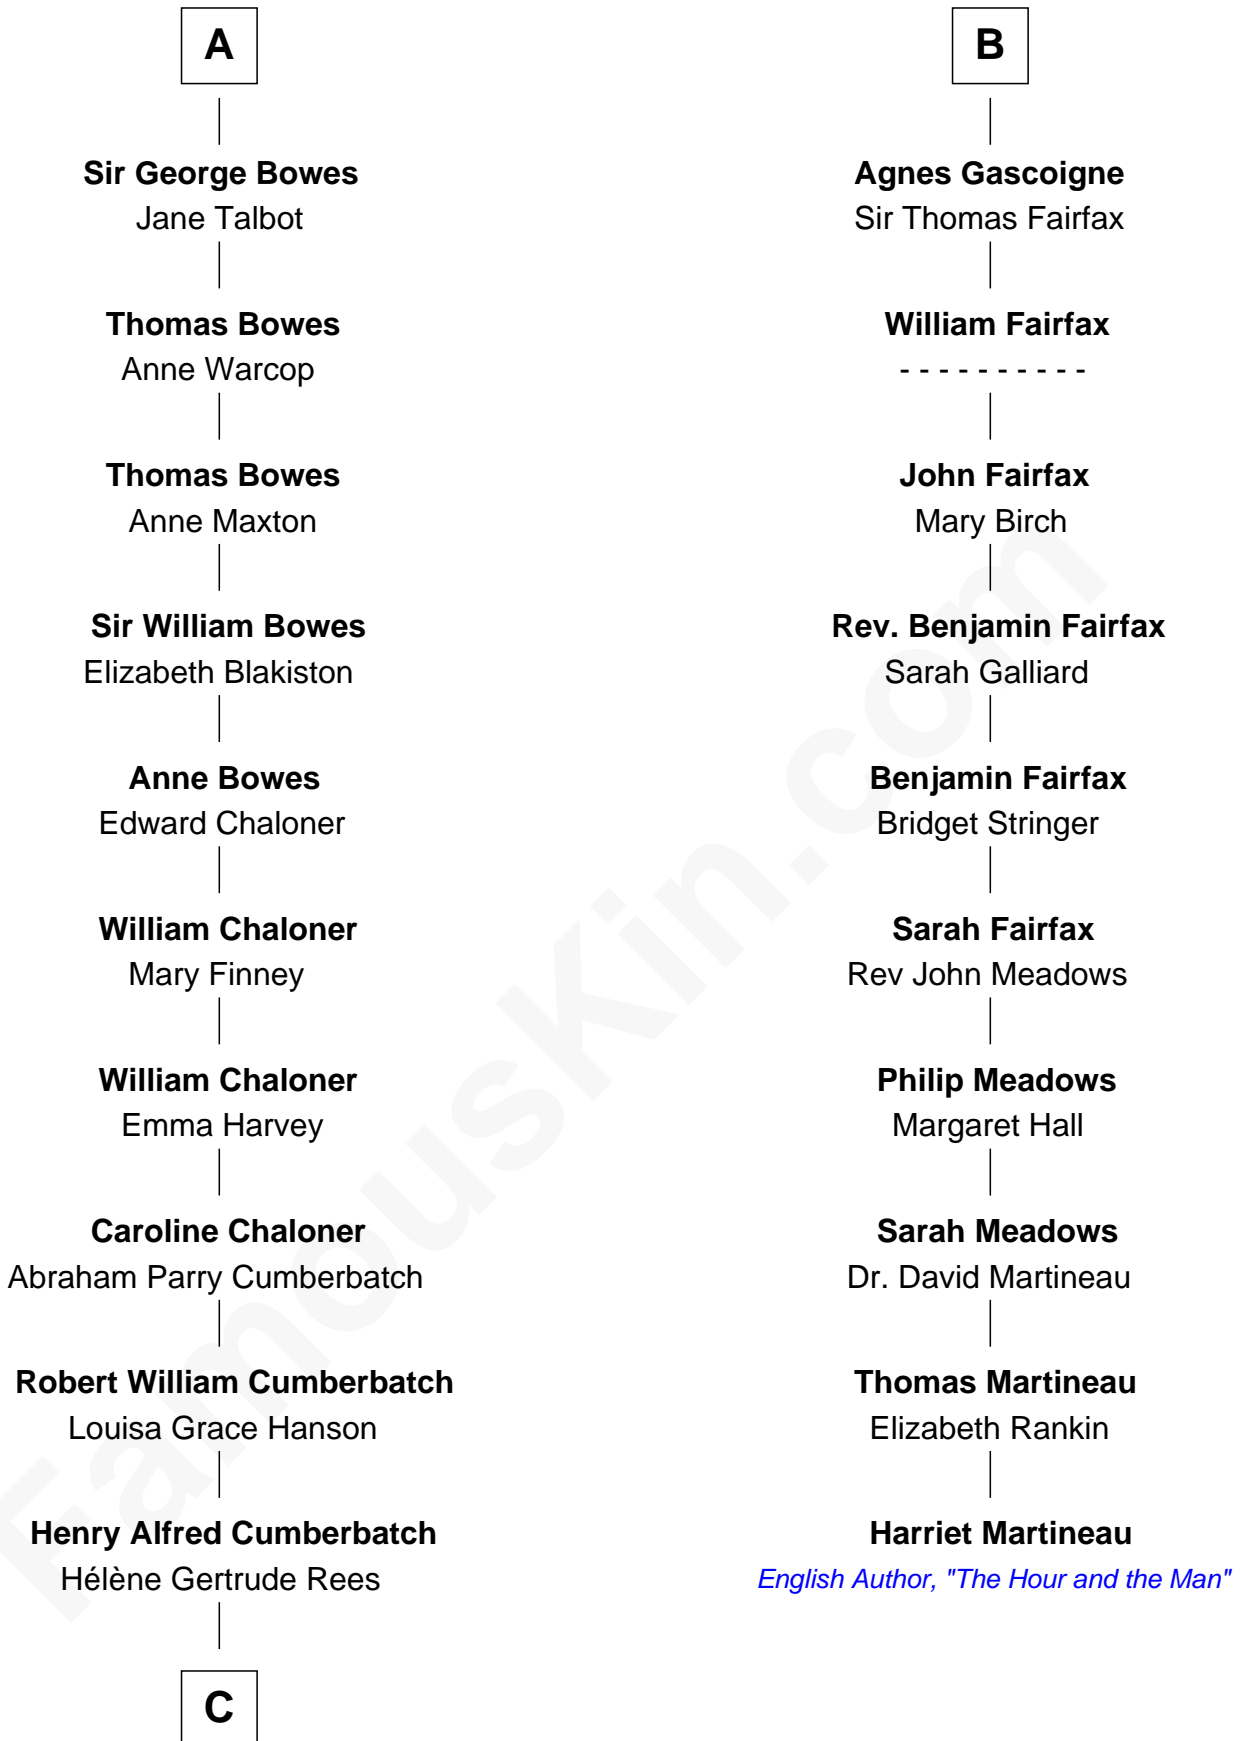 A
Sir George Bowes
Jane Talbot
Thomas Bowes
Anne Warcop
Thomas Bowes
Anne Maxton
Sir William Bowes
Elizabeth Blakiston
Anne Bowes
Edward Chaloner
William Chaloner
Mary Finney
William Chaloner
Emma Harvey
Caroline Chaloner
Abraham Parry Cumberbatch
Robert William Cumberbatch
Louisa Grace Hanson
Henry Alfred Cumberbatch
Hélène Gertrude Rees
C
B
Agnes Gascoigne
Sir Thomas Fairfax
William Fairfax
- - - - - - - - - -
John Fairfax
Mary Birch
Rev. Benjamin Fairfax
Sarah Galliard
Benjamin Fairfax
Bridget Stringer
Sarah Fairfax
Rev John Meadows
Philip Meadows
Margaret Hall
Sarah Meadows
Dr. David Martineau
Thomas Martineau
Elizabeth Rankin
Harriet Martineau
English Author, "The Hour and the Man"
FamousKin.com